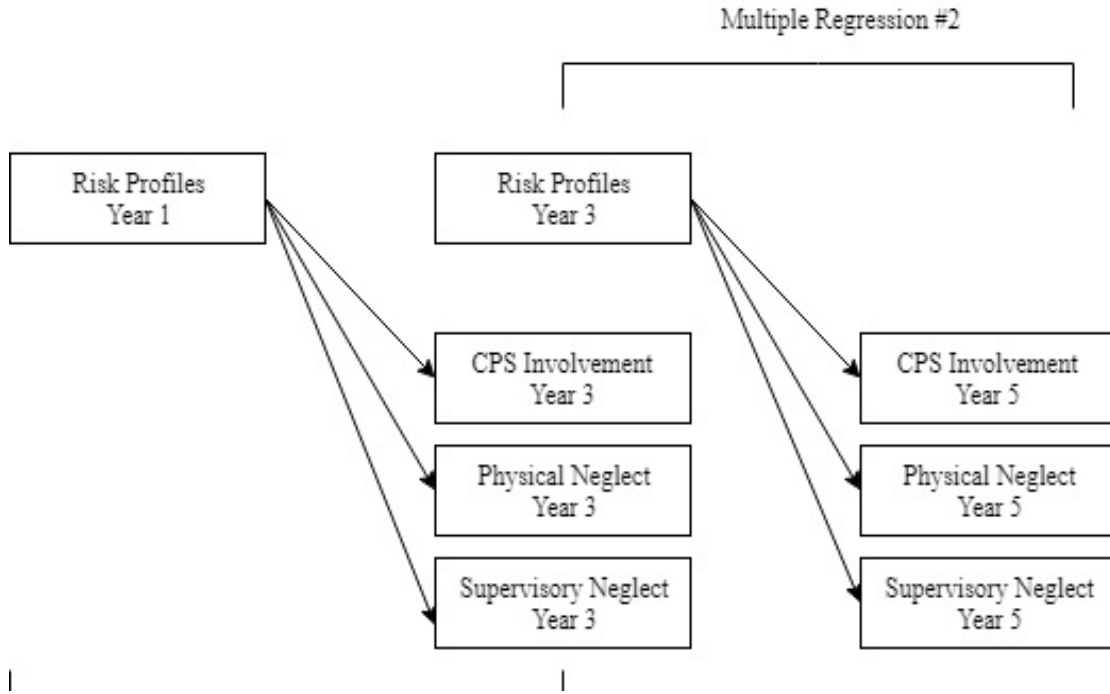 Multiple Regression #2
Risk Profiles
Year 1
Risk Profiles
Year 3
CPS Involvement
Year 3
CPS Involvement
Year 5
Physical Neglect
Year 3
Physical Neglect
Year 5
Supervisory Neglect
Year 3
Supervisory Neglect
Year 5